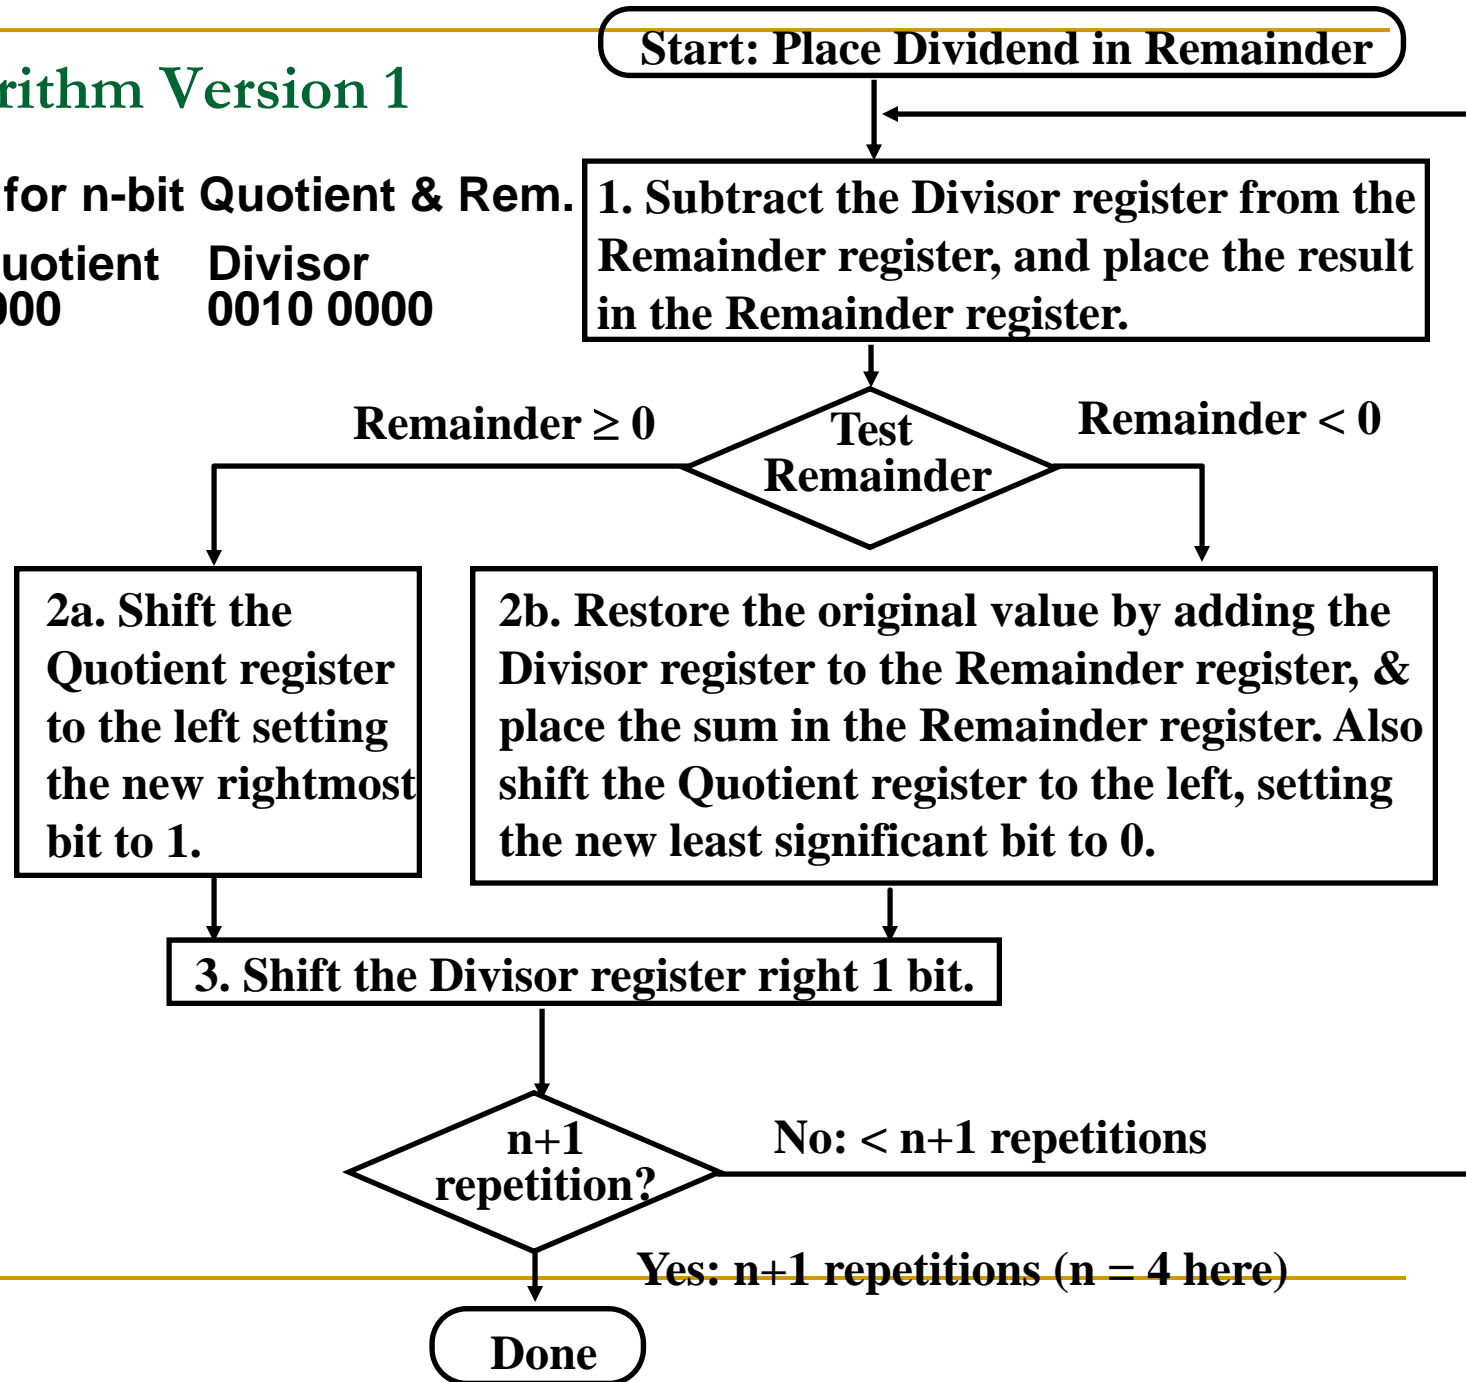 Start: Place Dividend in Remainder
rithm Version 1
for n-bit Quotient & Rem.
uotient Divisor
000 0010 0000
1. Subtract the Divisor register from the
Remainder register, and place the result
in the Remainder register.
Remainder ≥ 0
Test
Remainder
Remainder < 0
2a. Shift the
Quotient register
to the left setting
the new rightmost
bit to 1.
2b. Restore the original value by adding the
Divisor register to the Remainder register, &
place the sum in the Remainder register. Also
shift the Quotient register to the left, setting
the new least significant bit to 0.
3. Shift the Divisor register right 1 bit.
n+1
repetition?
No: < n+1 repetitions
Yes: n+1 repetitions (n = 4 here)
Done